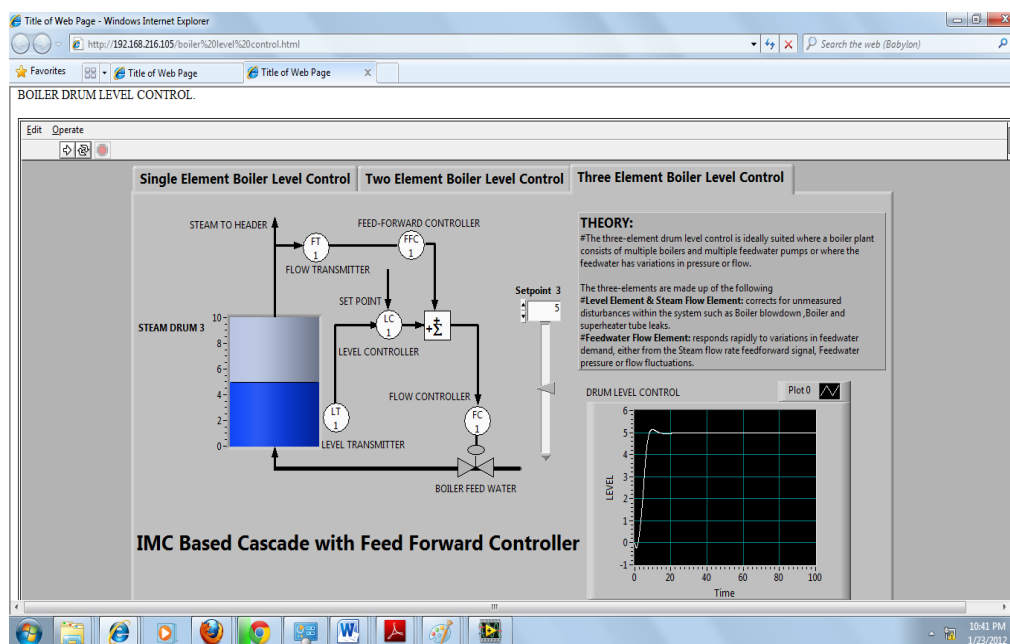 Title of Web Page - Windows Internet Explorer
http://192.168.216.105/boiler%20level%20control.html
Search the web (Babylon)
Favorites
Title of Web Page
Title of Web Page
X
BOILER DRUM LEVEL CONTROL.
Edit Operate
Single Element Boiler Level Control
Two Element Boiler Level Control
Three Element Boiler Level Control
STEAM TO HEADER
FEED-FORWARD CONTROLLER
FT
1
FFC
1
FLOW TRANSMITTER
SET POINT
LC
1
+
+Σ
LEVEL CONTROLLER
STEAM DRUM 3
10
8
6
4
2
0
FLOW CONTROLLER
LT
1
FC
1
LEVEL TRANSMITTER
BOILER FEED WATER
Setpoint 3
5
THEORY:
#The three-element drum level control is ideally suited where a boiler plant
consists of multiple boilers and multiple feedwater pumps or where the
feedwater has variations in pressure or flow.
The three-elements are made up of the following
#Level Element & Steam Flow Element: corrects for unmeasured
disturbances within the system such as Boiler blowdown ,Boiler and
superheater tube leaks.
#Feedwater Flow Element: responds rapidly to variations in feedwater
demand, either from the Steam flow rate feedforward signal, Feedwater
pressure or flow fluctuations.
DRUM LEVEL CONTROL
Plot 0
LEVEL
6
5
4
3
2
1
0
-1
0 20 40 60 80 100
Time
IMC Based Cascade with Feed Forward Controller
10:41 PM
1/23/2012